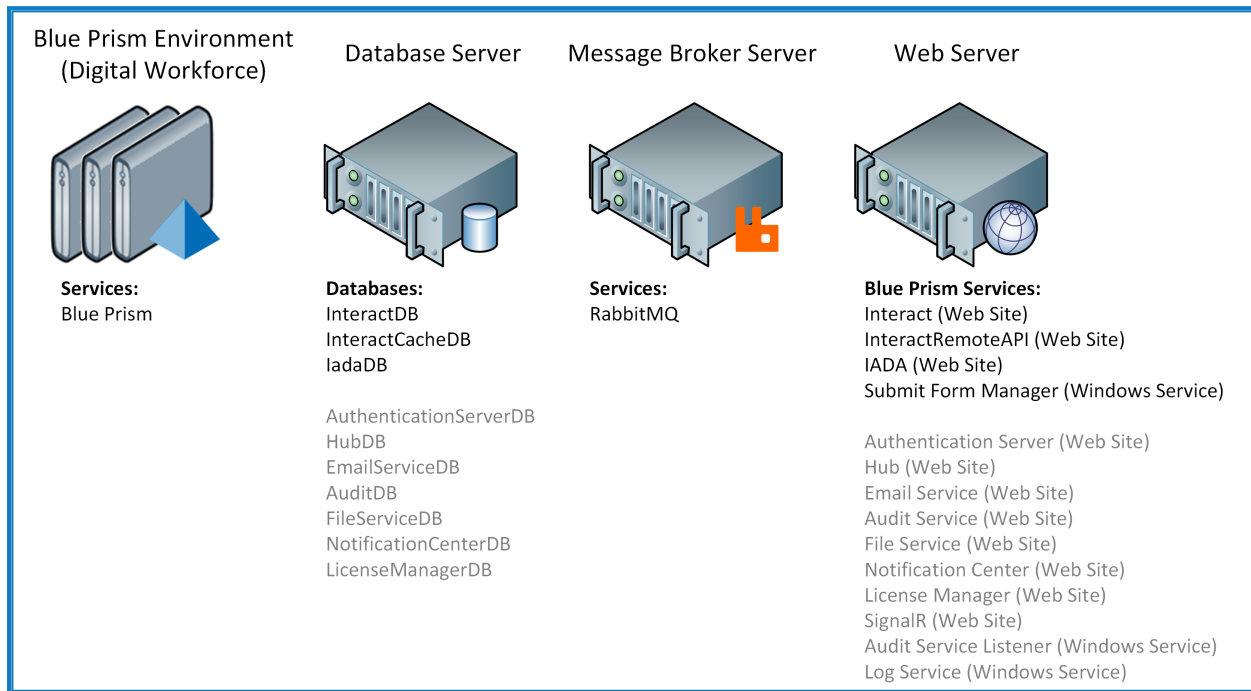 Blue Prism Environment
(Digital Workforce)
Database Server
Message Broker Server
Web Server
Services:
Blue Prism
Databases:
InteractDB
InteractCacheDB
IadaDB
AuthenticationServerDB
HubDB
EmailServiceDB
AuditDB
FileServiceDB
NotificationCenterDB
LicenseManagerDB
Services:
RabbitMQ
Blue Prism Services:
Interact (Web Site)
InteractRemoteAPI (Web Site)
IADA (Web Site)
Submit Form Manager (Windows Service)
Authentication Server (Web Site)
Hub (Web Site)
Email Service (Web Site)
Audit Service (Web Site)
File Service (Web Site)
Notification Center (Web Site)
License Manager (Web Site)
SignalR (Web Site)
Audit Service Listener (Windows Service)
Log Service (Windows Service)